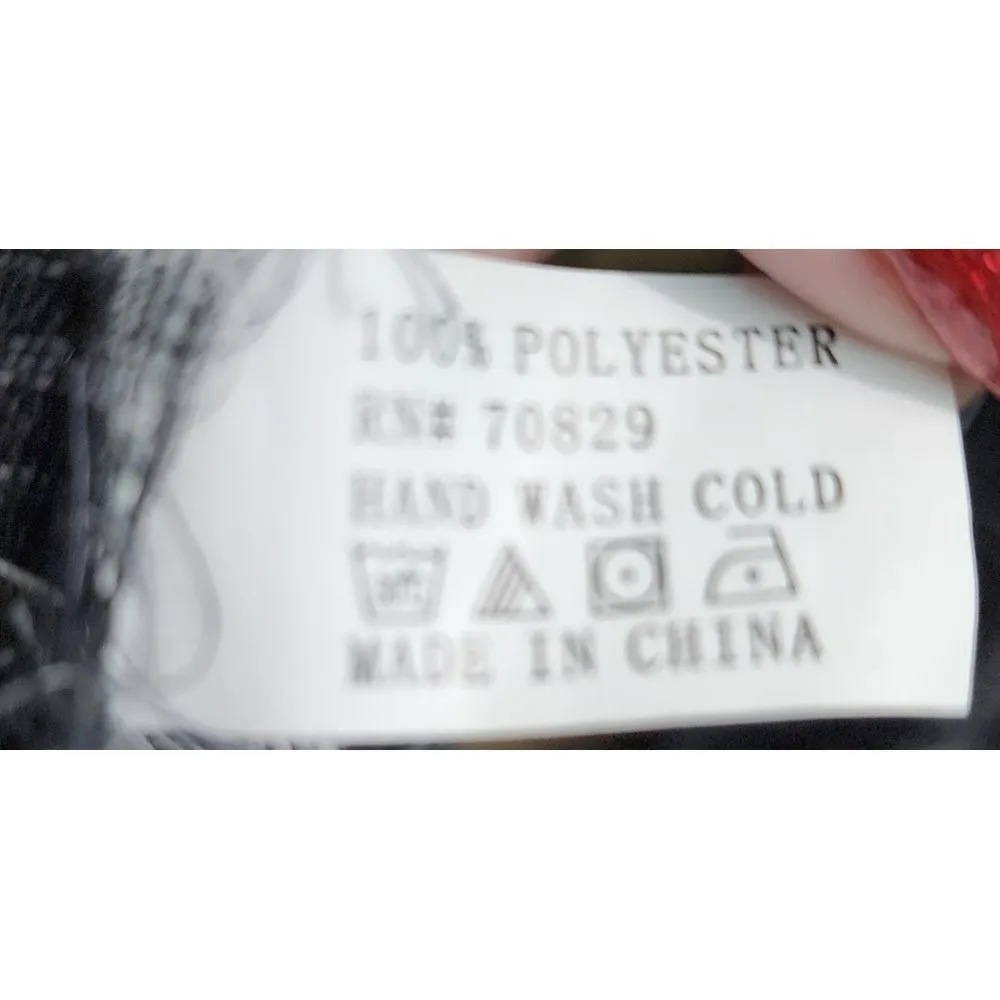 100% POLYESTER
RN# 70829
HAND WASH COLD
MADE IN CHINA